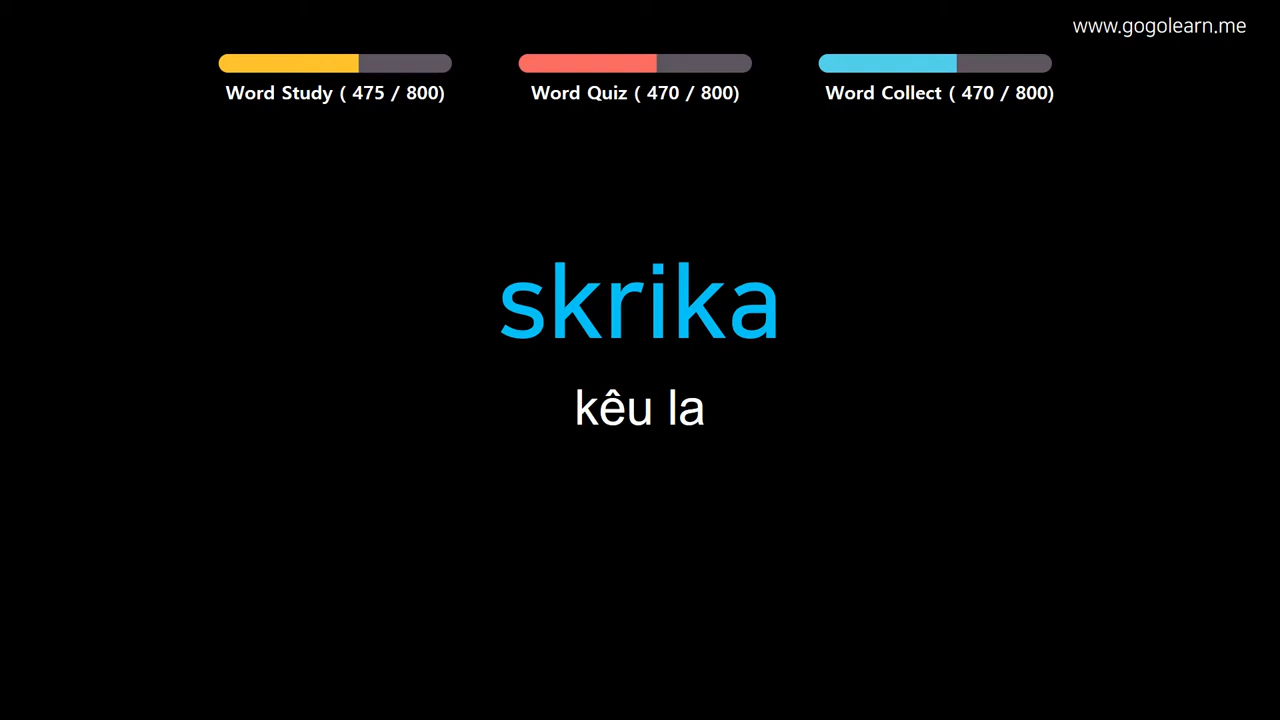 www.gogolearn.me
Word Study ( 475 / 800)
Word Quiz ( 470 / 800)
Word Collect ( 470 / 800)
skrika
kêu la